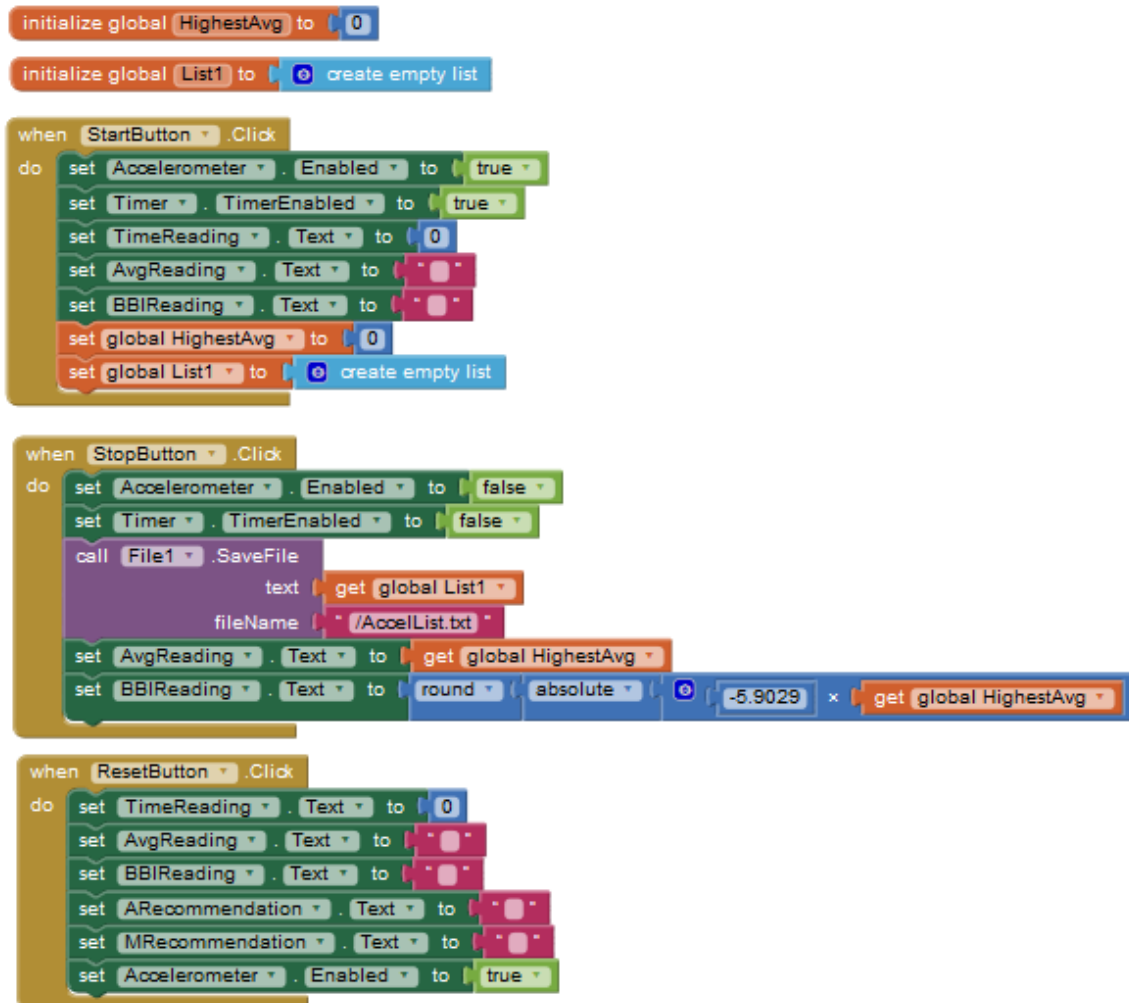 initialize global HighestAvg to 0
initialize global List1 to create empty list
when StartButton .Click
do set Accelerometer . Enabled to true
set Timer . TimerEnabled to true
set TimeReading . Text to 0
set AvgReading . Text to " "
set BBIReading . Text to " "
set global HighestAvg to 0
set global List1 to create empty list
when StopButton .Click
do set Accelerometer . Enabled to false
set Timer . TimerEnabled to false
call File1 .SaveFile
text get global List1
fileName " /AccelList.txt "
set AvgReading . Text to get global HighestAvg
set BBIReading . Text to round absolute -5.9029 × get global HighestAvg
when ResetButton .Click
do set TimeReading . Text to 0
set AvgReading . Text to " "
set BBIReading . Text to " "
set ARecommendation . Text to " "
set MRecommendation . Text to " "
set Accelerometer . Enabled to true